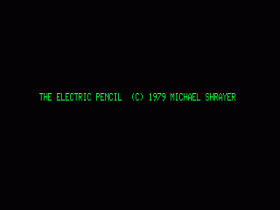 THE ELECTRIC PENCIL (C) 1979 MICHAEL SHRAYER